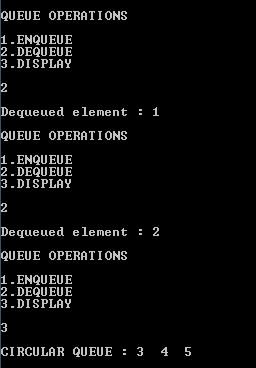 QUEUE OPERATIONS
1.ENQUEUE
2.DEQUEUE
3.DISPLAY
2
Dequeued element : 1
QUEUE OPERATIONS
1.ENQUEUE
2.DEQUEUE
3.DISPLAY
2
Dequeued element : 2
QUEUE OPERATIONS
1.ENQUEUE
2.DEQUEUE
3.DISPLAY
3
CIRCULAR QUEUE : 3  4  5